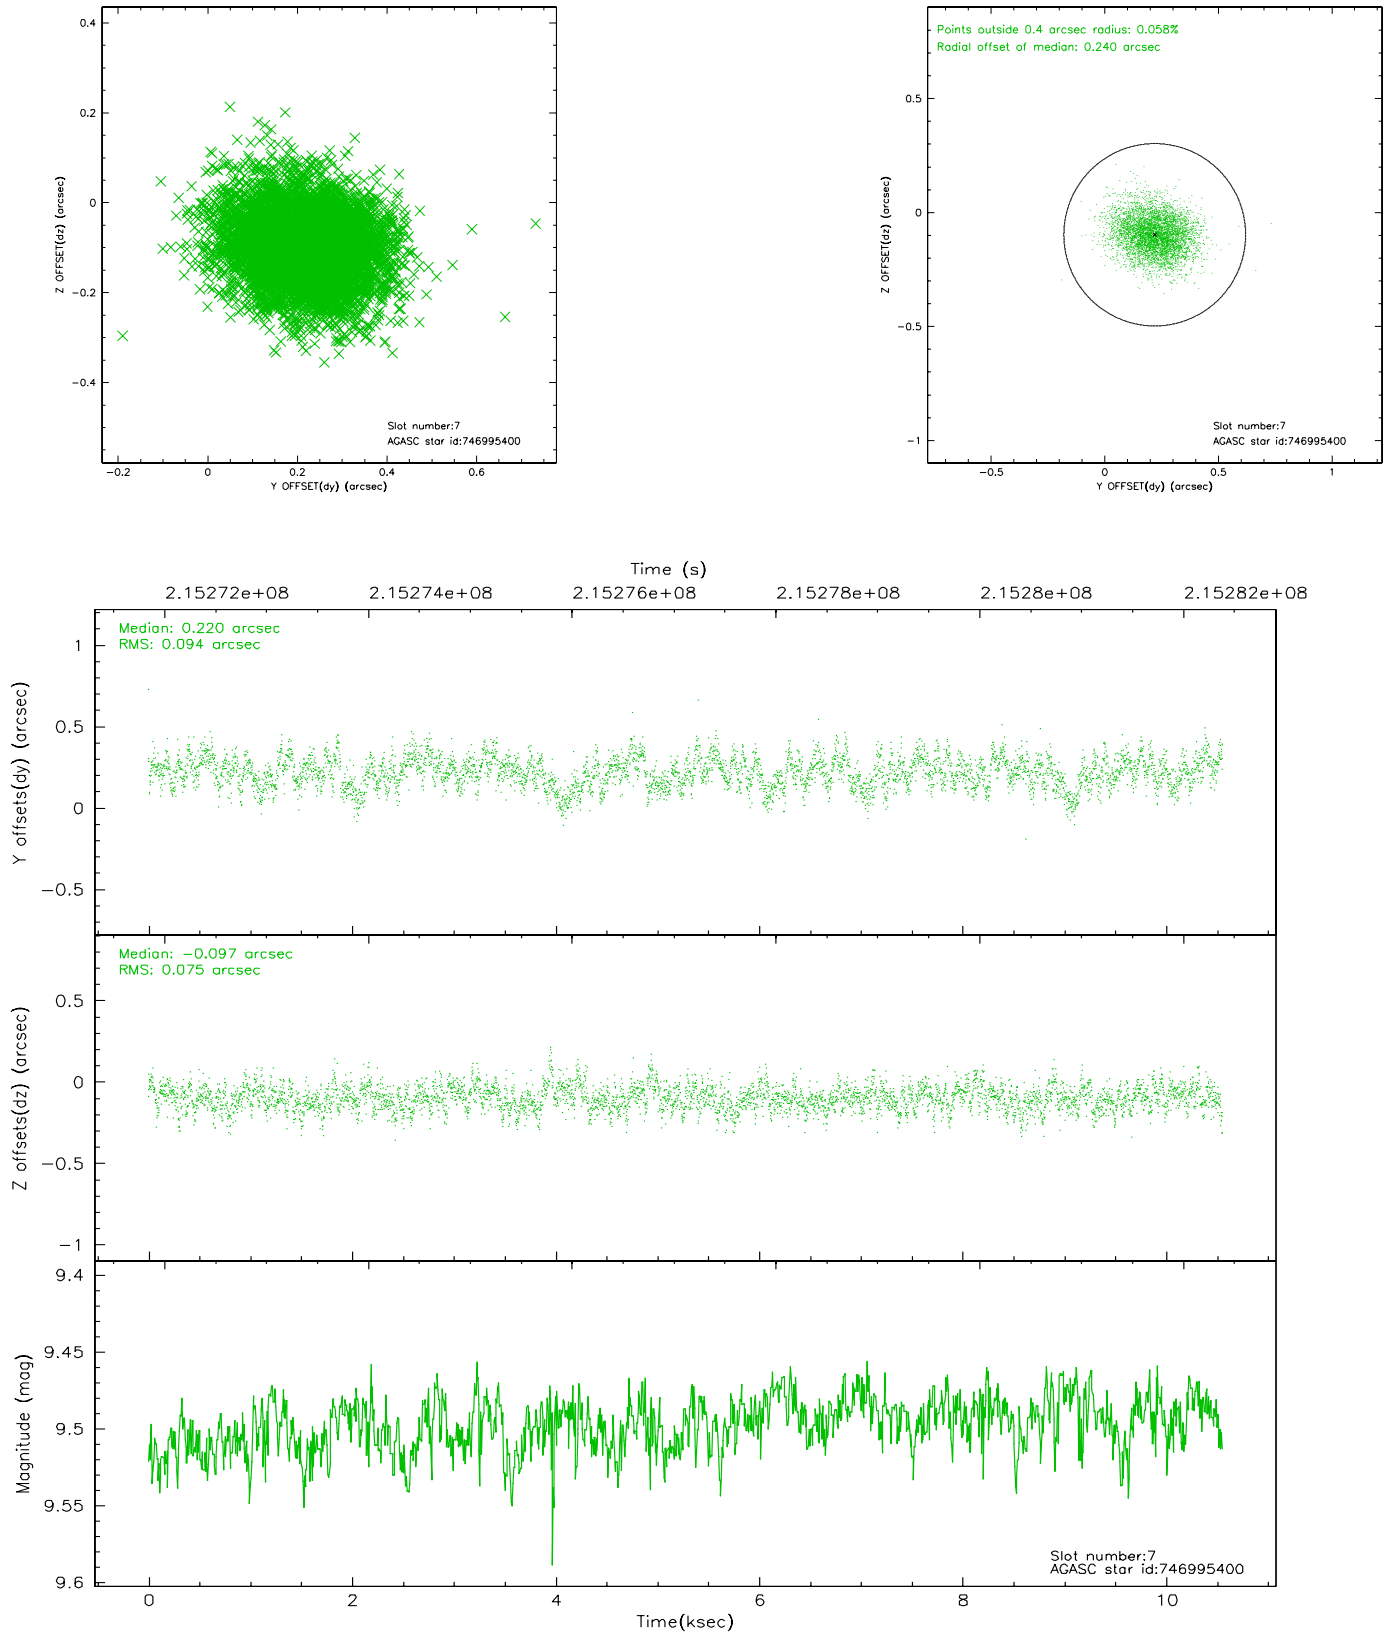 0.4
0.2
0
−0.2
−0.4
Z OFFSET(dz) (arcsec)
Slot number:7
AGASC star id:746995400
−0.2 0 0.2 0.4 0.6
Y OFFSET(dy) (arcsec)
Points outside 0.4 arcsec radius: 0.058%
Radial offset of median: 0.240 arcsec
0.5
0
−0.5
−1
Z OFFSET(dz) (arcsec)
Slot number:7
AGASC star id:746995400
−0.5 0 0.5 1
Y OFFSET(dy) (arcsec)
Time (s)
2.15272e+08 2.15274e+08 2.15276e+08 2.15278e+08 2.1528e+08 2.15282e+08
Median: 0.220 arcsec
RMS: 0.094 arcsec
1
0.5
0
−0.5
Y offsets(dy) (arcsec)
Median: −0.097 arcsec
RMS: 0.075 arcsec
0.5
0
−0.5
−1
Z offsets(dz) (arcsec)
9.4
9.45
9.5
9.55
9.6
Magnitude (mag)
Slot number:7
AGASC star id:746995400
0 2 4 6 8 10
Time(ksec)